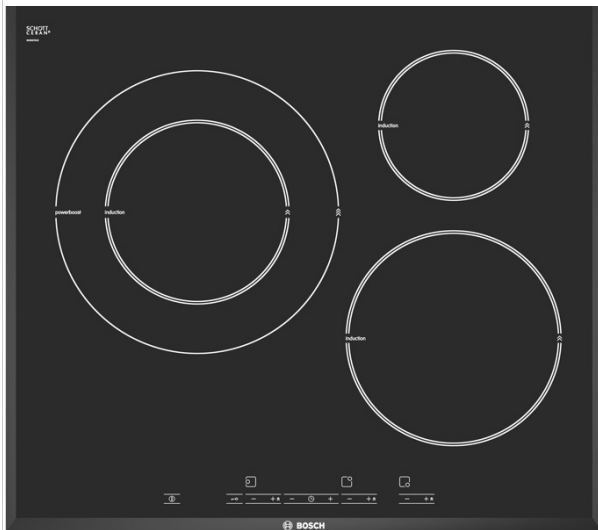 SCHOTT
CERAN®
induction
powerboost
induction
induction
BOSCH